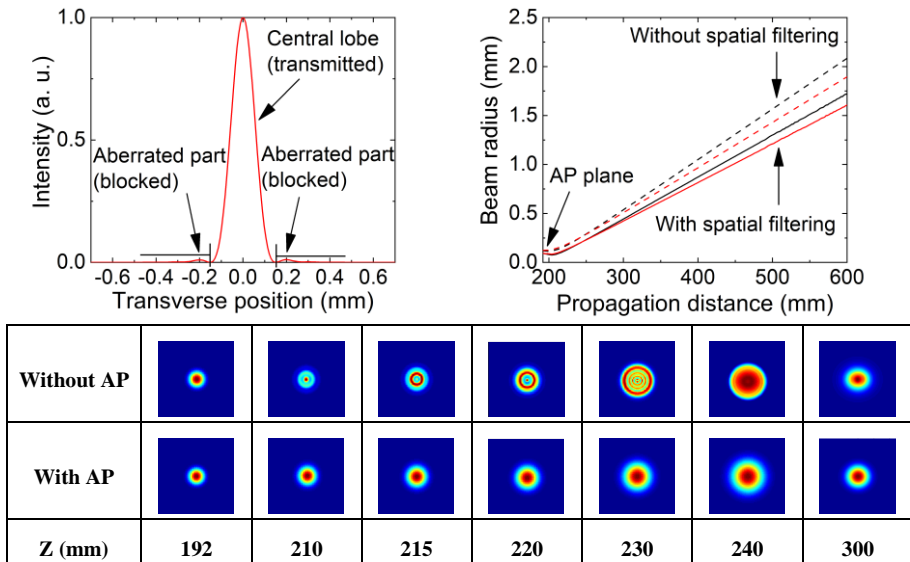 Intensity (a. u.)
1.0
0.5
0.0
Central lobe
(transmitted)
Aberrated part
(blocked)
Aberrated part
(blocked)
-0.6 -0.4 -0.2 0.0 0.2 0.4 0.6
Transverse position (mm)
Beam radius (mm)
2.5
2.0
1.5
1.0
0.5
0.0
Without spatial filtering
AP plane
With spatial filtering
200 300 400 500 600
Propagation distance (mm)
Without AP
With AP
Z (mm) 192 210 215 220 230 240 300